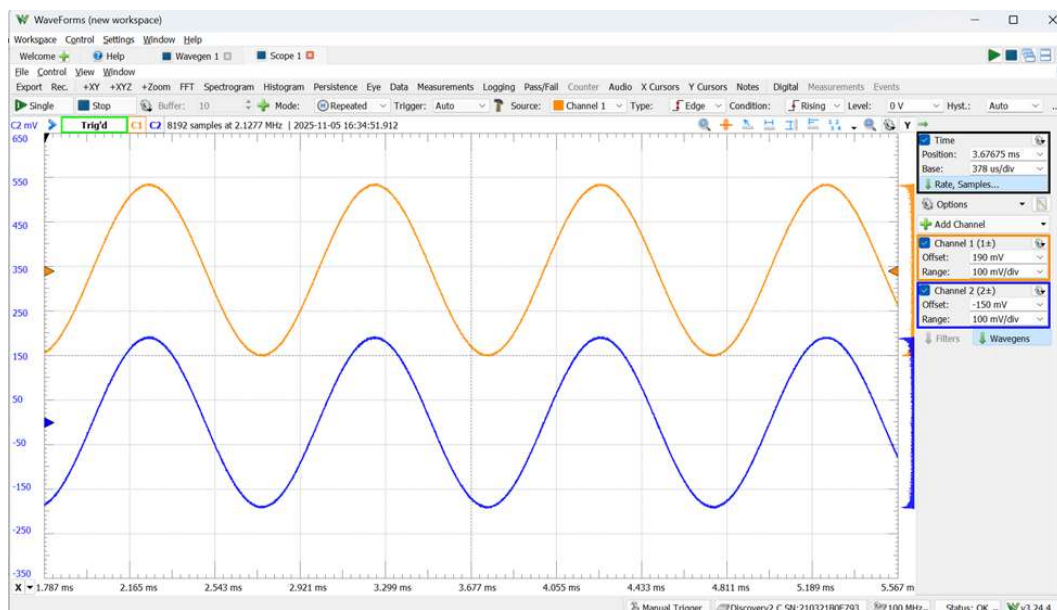 WaveForms (new workspace)
Workspace Control Settings Window Help
Welcome Help Wavegen 1 Scope 1
File Control View Window
Export Rec. +XY +XYZ +Zoom FFT Spectrogram Histogram Persistence Eye Data Measurements Logging Pass/Fail Counter Audio X Cursors Y Cursors Notes Digital Measurements Events
Single Stop Buffer: 10 Mode: Repeated Trigger: Auto Source: Channel 1 Type: Edge Condition: Rising Level: 0 V Hyst.: Auto
C2 mV Trig'd C1 C2 8192 samples at 2.1277 MHz | 2025-11-05 16:34:51.912 Y
650
550
450
350
250
150
50
-50
-150
-250
-350
X 1.787 ms 2.165 ms 2.543 ms 2.921 ms 3.299 ms 3.677 ms 4.055 ms 4.433 ms 4.811 ms 5.189 ms 5.567 m
Time
Position: 3.67675 ms
Base: 378 us/div
Rate, Samples...
Options
Add Channel
Channel 1 (1±)
Offset: 190 mV
Range: 100 mV/div
Channel 2 (2±)
Offset: -150 mV
Range: 100 mV/div
Filters Wavegens
Manual Trigger Discovery2 C SN:210321B0F793 100 MHz Status: OK